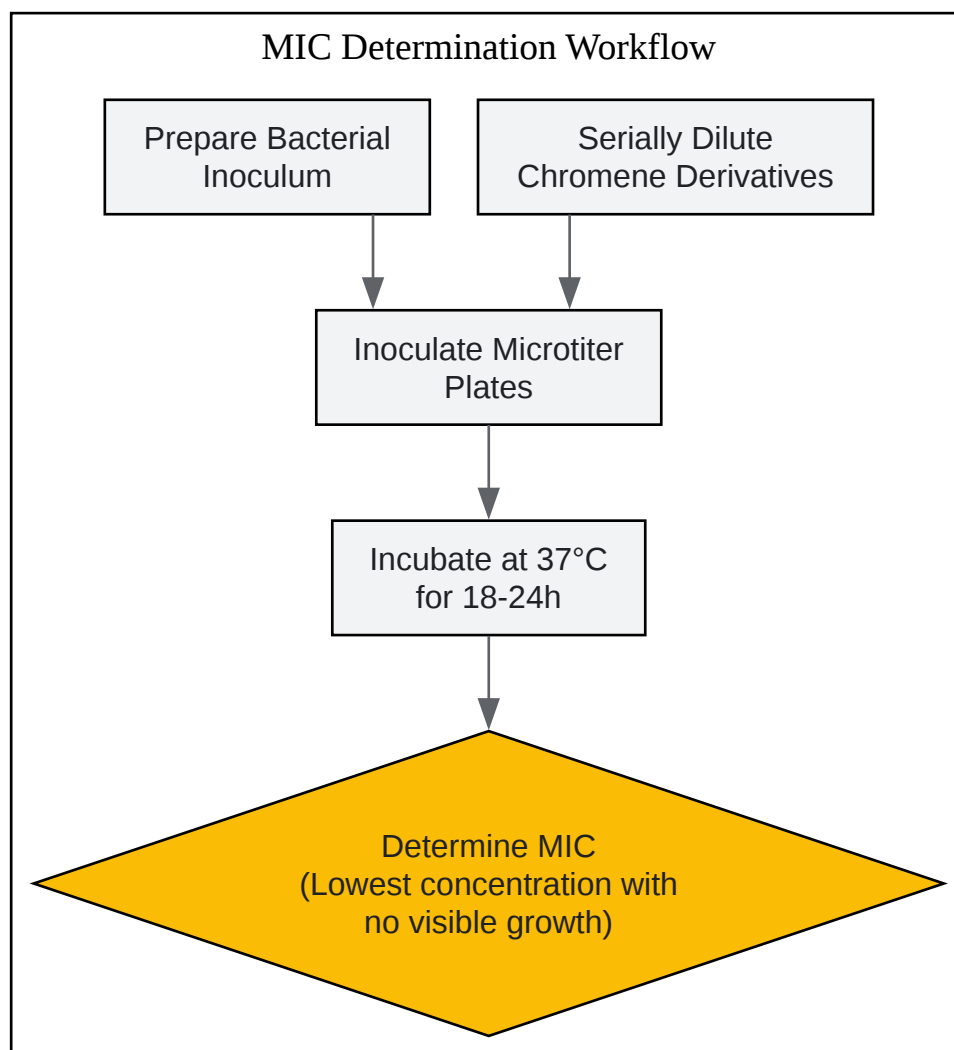 MIC Determination Workflow
Prepare Bacterial
Inoculum
Serially Dilute
Chromene Derivatives
Inoculate Microtiter
Plates
Incubate at 37°C
for 18-24h
Determine MIC
(Lowest concentration with
no visible growth)